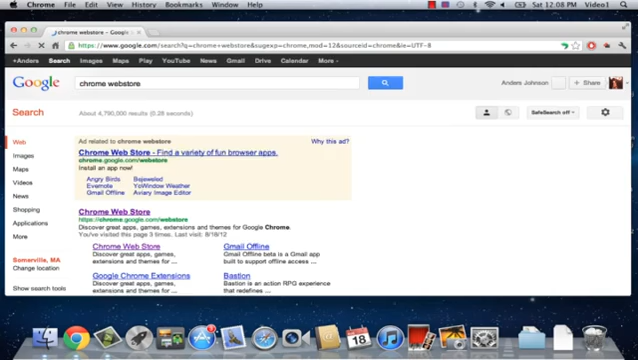 Chrome File Edit View History Bookmarks Window Help Sat 12:08 PM Video1
chrome webstore - Google
https://www.google.com/search?q=chrome+webstore&sugexp=chrome,mod=12&sourceid=chrome&ie=UTF-8
+Anders Search Images Maps Play YouTube News Gmail Drive Calendar More
Google chrome webstore Anders Johnson + Share
Search About 4,790,000 results (0.28 seconds) SafeSearch off
Web
Images
Maps
Videos
News
Shopping
Applications
More
Somerville, MA
Change location
Show search tools
Ad related to chrome webstore Why this ad?
Chrome Web Store - Find a variety of fun browser apps.
chrome.google.com/webstore
Install an app now!
Angry Birds Bejeweled
Evernote YoWindow Weather
Gmail Offline Aviary Image Editor
Chrome Web Store
https://chrome.google.com/webstore
Discover great apps, games, extensions and themes for Google Chrome.
You've visited this page 3 times. Last visit: 8/18/12
Chrome Web Store Gmail Offline
Discover great apps, games, Gmail Offline beta is a Gmail app
extensions and themes for ... built to support offline access ...
Google Chrome Extensions Bastion
Discover great apps, games, Bastion is an action RPG experience
extensions and themes for ... that redefines ...
18